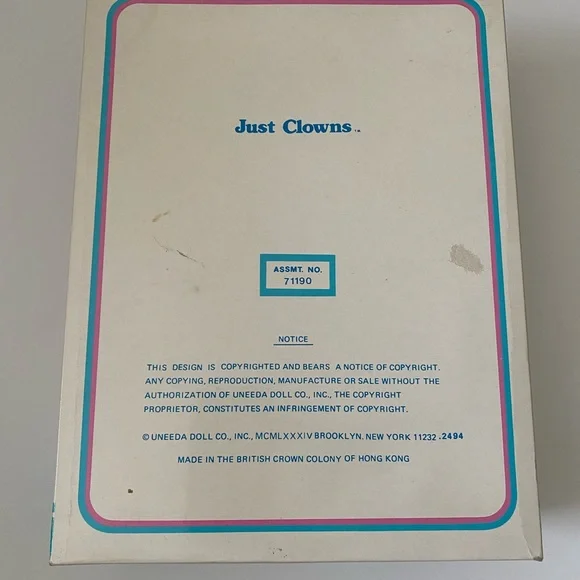 Just Clowns™
ASSMT. NO.
71190
NOTICE
THIS DESIGN IS COPYRIGHTED AND BEARS A NOTICE OF COPYRIGHT.
ANY COPYING, REPRODUCTION, MANUFACTURE OR SALE WITHOUT THE
AUTHORIZATION OF UNEEDA DOLL CO., INC., THE COPYRIGHT
PROPRIETOR, CONSTITUTES AN INFRINGEMENT OF COPYRIGHT.
© UNEEDA DOLL CO., INC., MCMLXXXIV BROOKLYN, NEW YORK 11232 .2494
MADE IN THE BRITISH CROWN COLONY OF HONG KONG